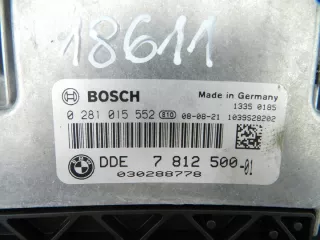 18611
BOSCH Made in Germany
1335 0185
0 281 015 552 08-08-21 1039S28202
BMW
DDE 7 812 500-01
030288778